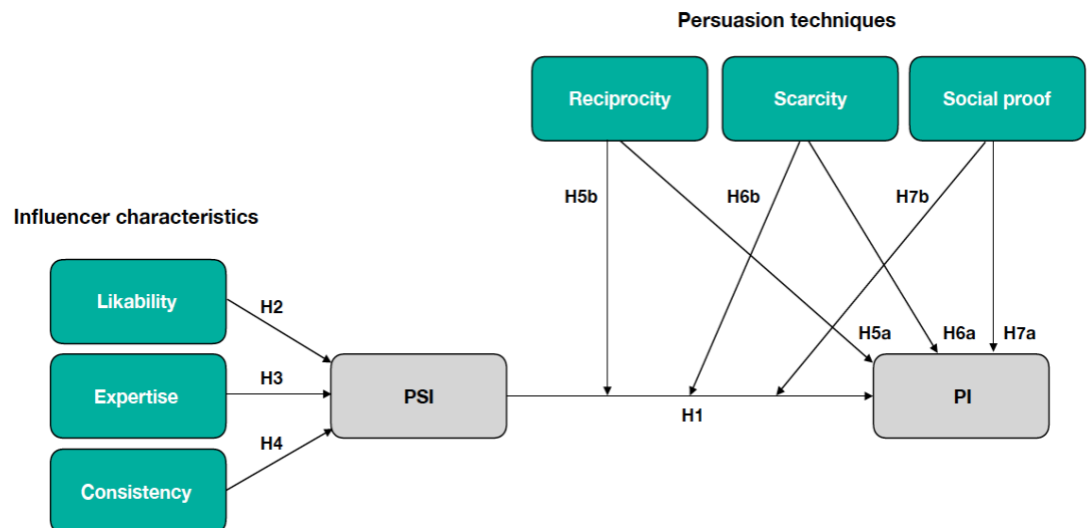 Persuasion techniques
Reciprocity
Scarcity
Social proof
H5b
H6b
H7b
Influencer characteristics
Likability
H2
H5a
H6a
H7a
Expertise
H3
PSI
PI
H1
H4
Consistency